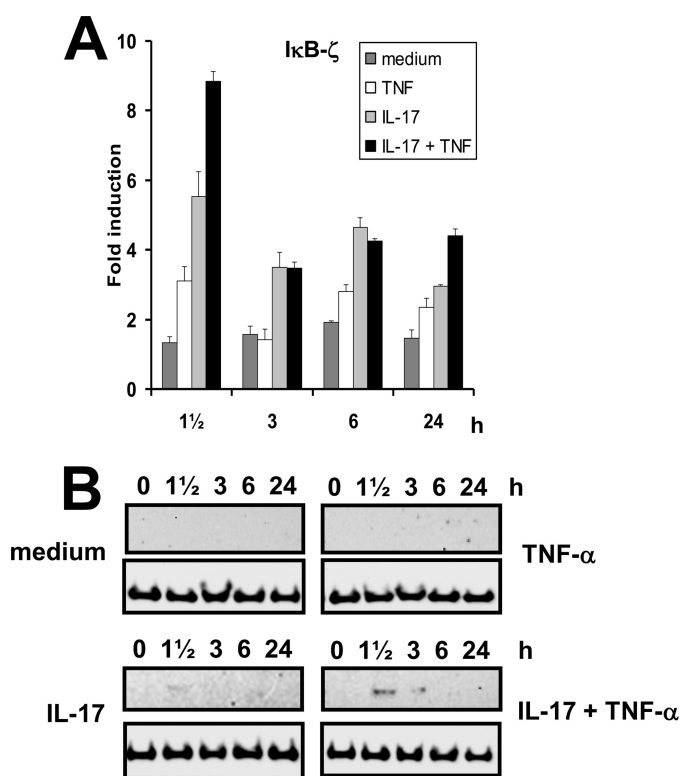 A
IκB-ζ
medium
TNF
IL-17
IL-17 + TNF
Fold induction
10
8
6
4
2
0
1½ 3 6 24 h
B
0 1½ 3 6 24 0 1½ 3 6 24 h
medium TNF-α
0 1½ 3 6 24 0 1½ 3 6 24 h
IL-17 IL-17 + TNF-α